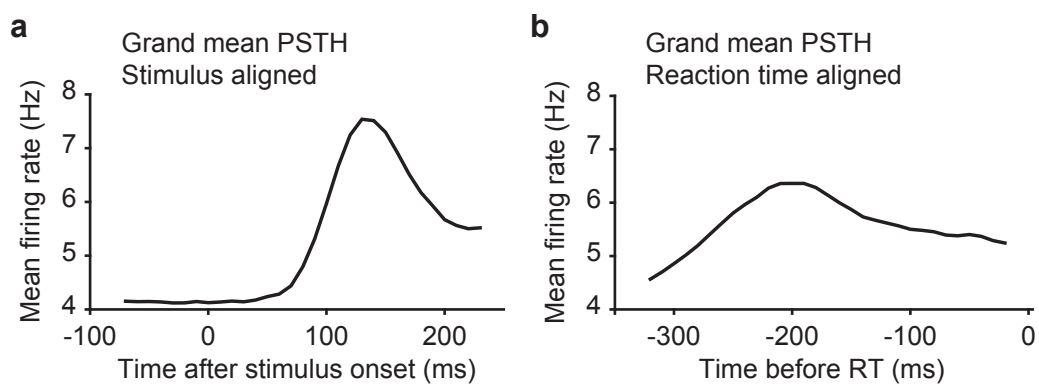 a
Grand mean PSTH
Stimulus aligned
Mean firing rate (Hz)
8
7
6
5
4
-100
0
100
200
Time after stimulus onset (ms)
b
Grand mean PSTH
Reaction time aligned
Mean firing rate (Hz)
8
7
6
5
4
-300
-200
-100
0
Time before RT (ms)